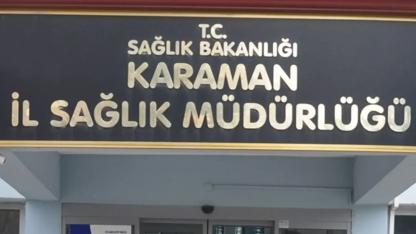 T.C.
SAĞLIK BAKANLIĞI
KARAMAN
İL SAĞLIK MÜDÜRLÜĞÜ